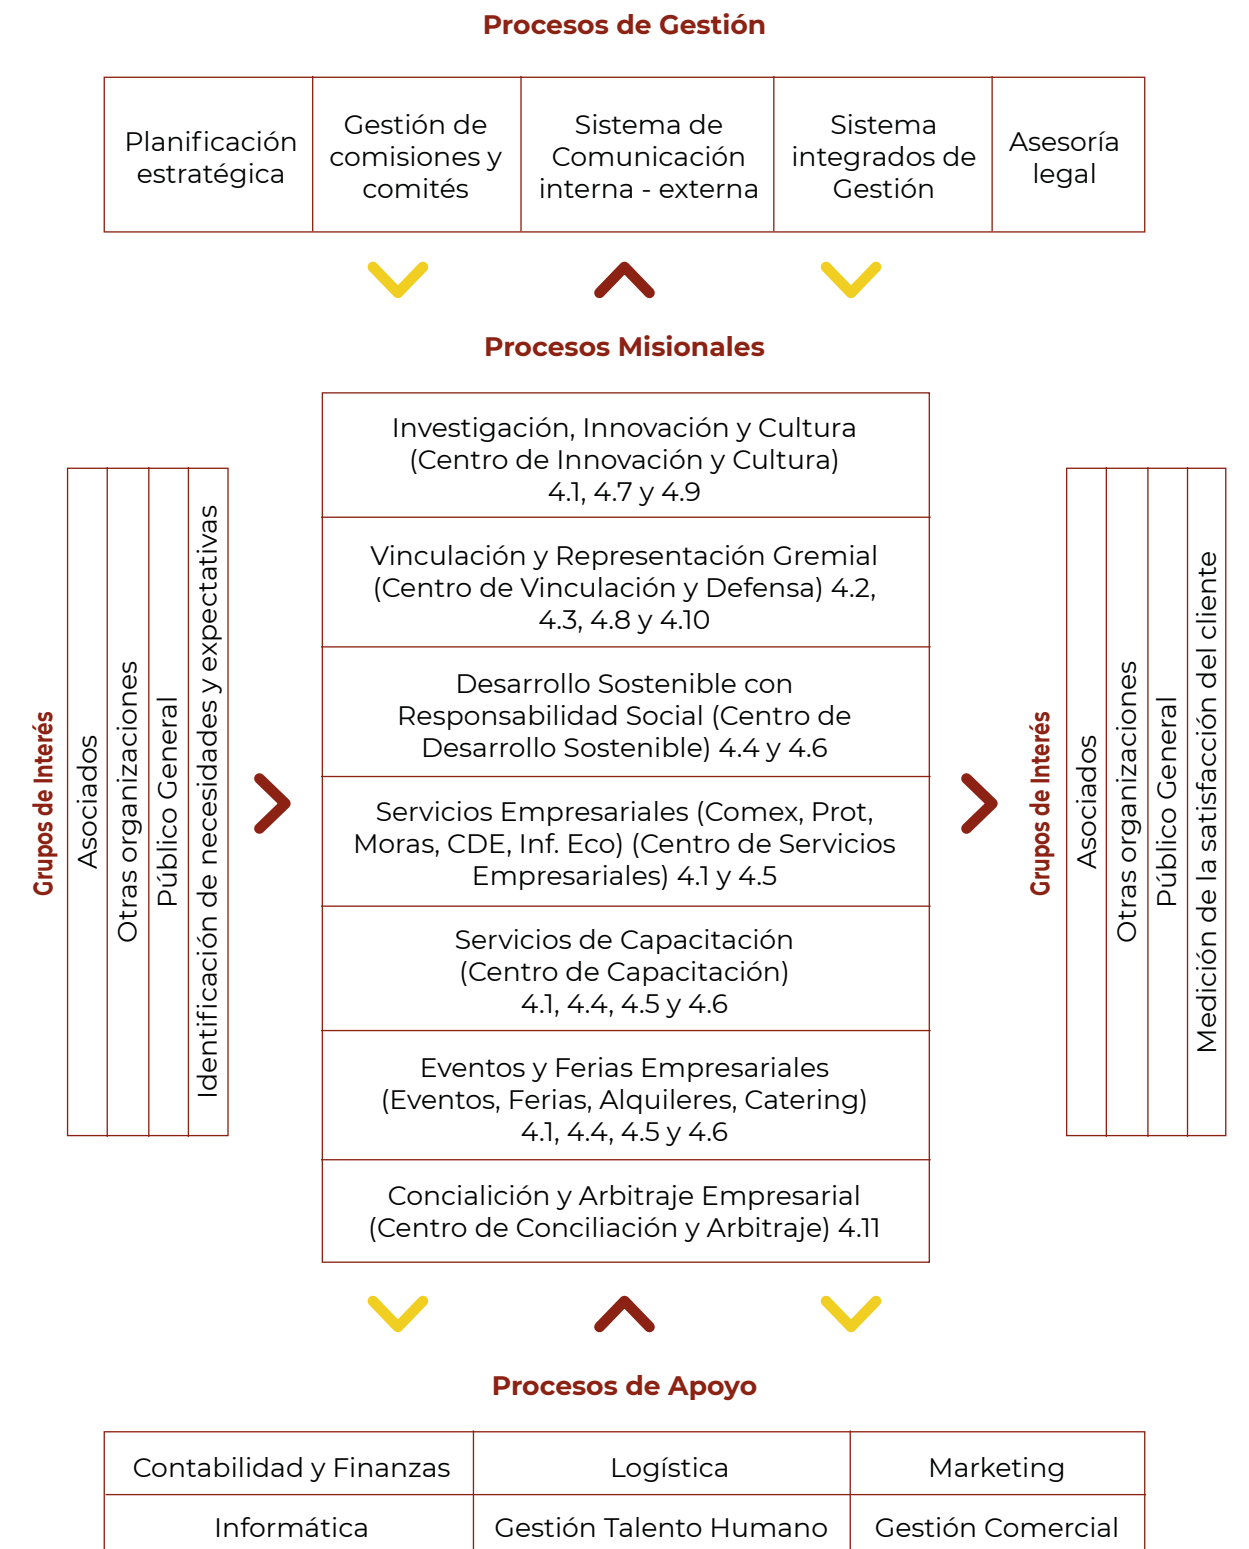 Procesos de Gestión
Planificación
estratégica
Gestión de
comisiones y
comités
Sistema de
Comunicación
interna - externa
Sistema
integrados de
Gestión
Asesoría
legal
Procesos Misionales
Grupos de Interés
Asociados
Otras organizaciones
Público General
Identificación de necesidades y expectativas
Investigación, Innovación y Cultura
(Centro de Innovación y Cultura)
4.1, 4.7 y 4.9
Vinculación y Representación Gremial
(Centro de Vinculación y Defensa) 4.2,
4.3, 4.8 y 4.10
Desarrollo Sostenible con
Responsabilidad Social (Centro de
Desarrollo Sostenible) 4.4 y 4.6
Servicios Empresariales (Comex, Prot,
Moras, CDE, Inf. Eco) (Centro de Servicios
Empresariales) 4.1 y 4.5
Servicios de Capacitación
(Centro de Capacitación)
4.1, 4.4, 4.5 y 4.6
Eventos y Ferias Empresariales
(Eventos, Ferias, Alquileres, Catering)
4.1, 4.4, 4.5 y 4.6
Concialición y Arbitraje Empresarial
(Centro de Conciliación y Arbitraje) 4.11
Grupos de Interés
Asociados
Otras organizaciones
Público General
Medición de la satisfacción del cliente
Procesos de Apoyo
Contabilidad y Finanzas
Logística
Marketing
Informática
Gestión Talento Humano
Gestión Comercial